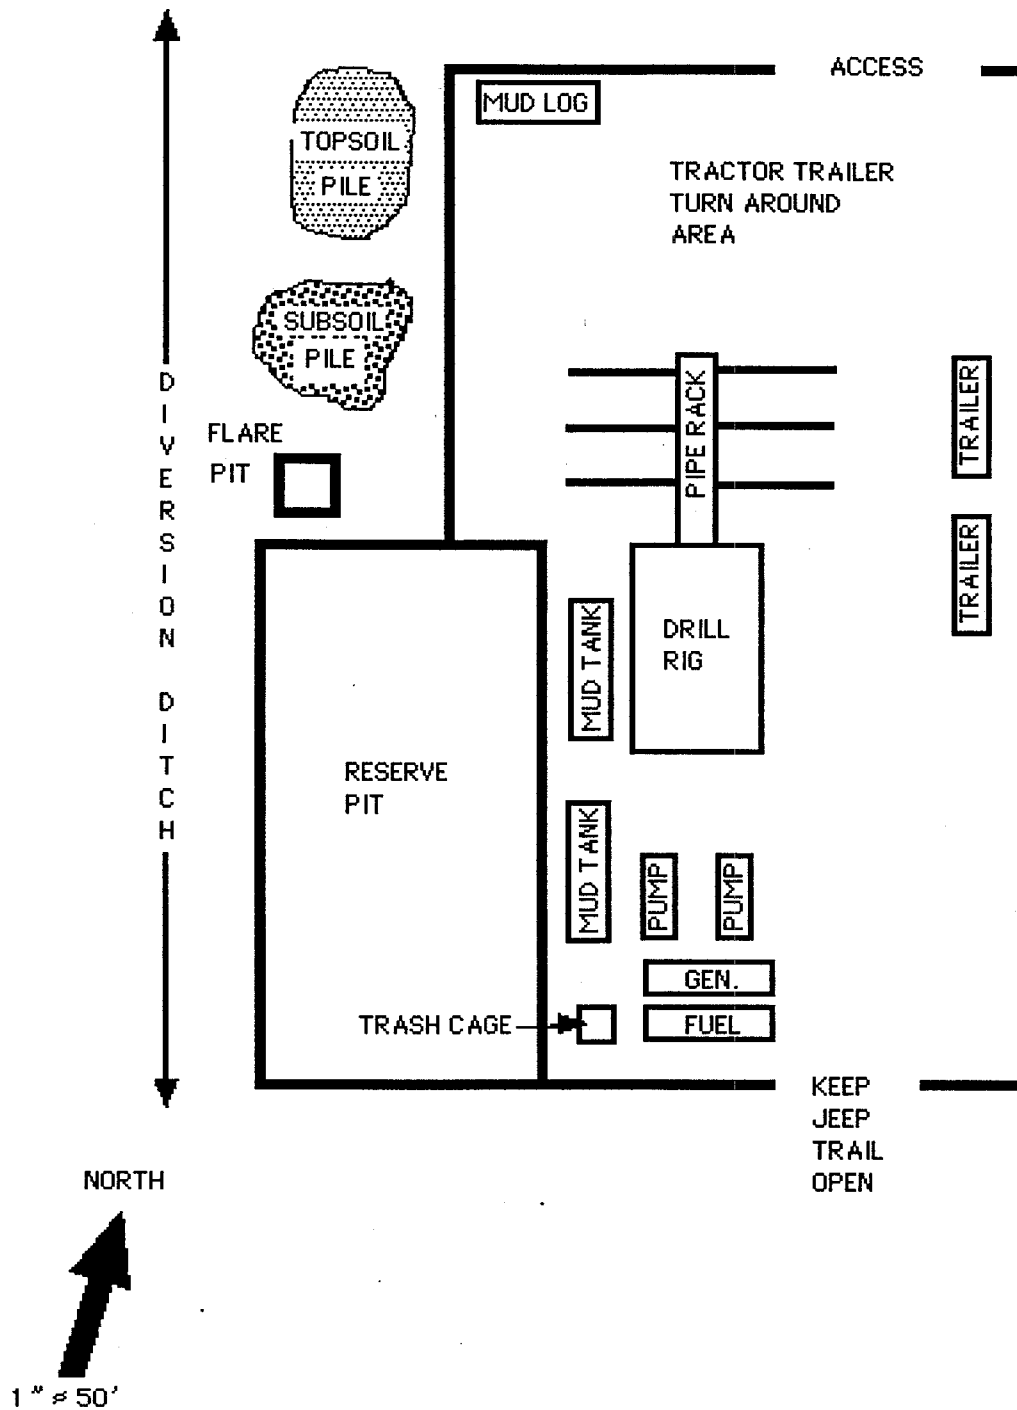 ACCESS
MUD LOG
TOPSOIL
PILE
TRACTOR TRAILER
TURN AROUND
AREA
SUBSOIL
PILE
PIPE RACK
TRAILER
FLARE
PIT
TRAILER
DIVERSION DITCH
MUD TANK
DRILL
RIG
RESERVE
PIT
MUD TANK
PUMP
PUMP
GEN.
TRASH CAGE
FUEL
KEEP
JEEP
TRAIL
OPEN
NORTH
1" ≈ 50'